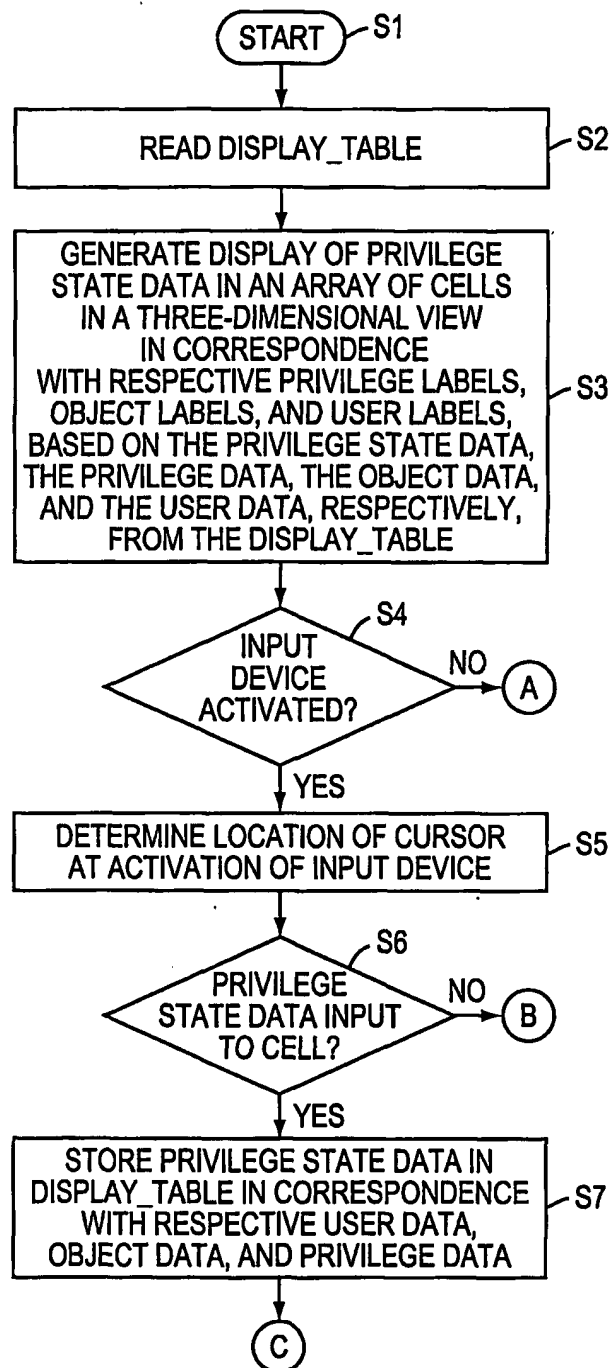 START
S1
READ DISPLAY_TABLE
S2
GENERATE DISPLAY OF PRIVILEGE
STATE DATA IN AN ARRAY OF CELLS
IN A THREE-DIMENSIONAL VIEW
IN CORRESPONDENCE
WITH RESPECTIVE PRIVILEGE LABELS,
OBJECT LABELS, AND USER LABELS,
BASED ON THE PRIVILEGE STATE DATA,
THE PRIVILEGE DATA, THE OBJECT DATA,
AND THE USER DATA, RESPECTIVELY,
FROM THE DISPLAY_TABLE
S3
S4
INPUT
DEVICE
ACTIVATED?
NO
A
YES
DETERMINE LOCATION OF CURSOR
AT ACTIVATION OF INPUT DEVICE
S5
S6
PRIVILEGE
STATE DATA INPUT
TO CELL?
NO
B
YES
STORE PRIVILEGE STATE DATA IN
DISPLAY_TABLE IN CORRESPONDENCE
WITH RESPECTIVE USER DATA,
OBJECT DATA, AND PRIVILEGE DATA
S7
C